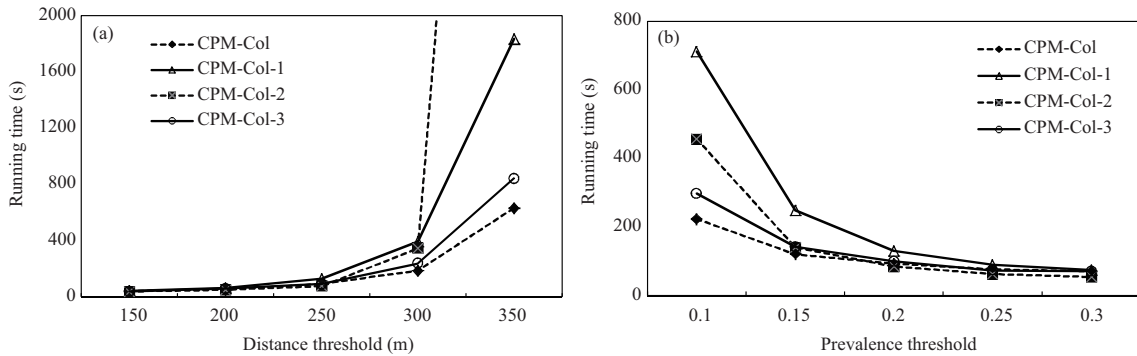 (a)
CPM-Col
CPM-Col-1
CPM-Col-2
CPM-Col-3
Running time (s)
2000
1600
1200
800
400
0
150 200 250 300 350
Distance threshold (m)
(b)
CPM-Col
CPM-Col-1
CPM-Col-2
CPM-Col-3
Running time (s)
800
600
400
200
0
0.1 0.15 0.2 0.25 0.3
Prevalence threshold